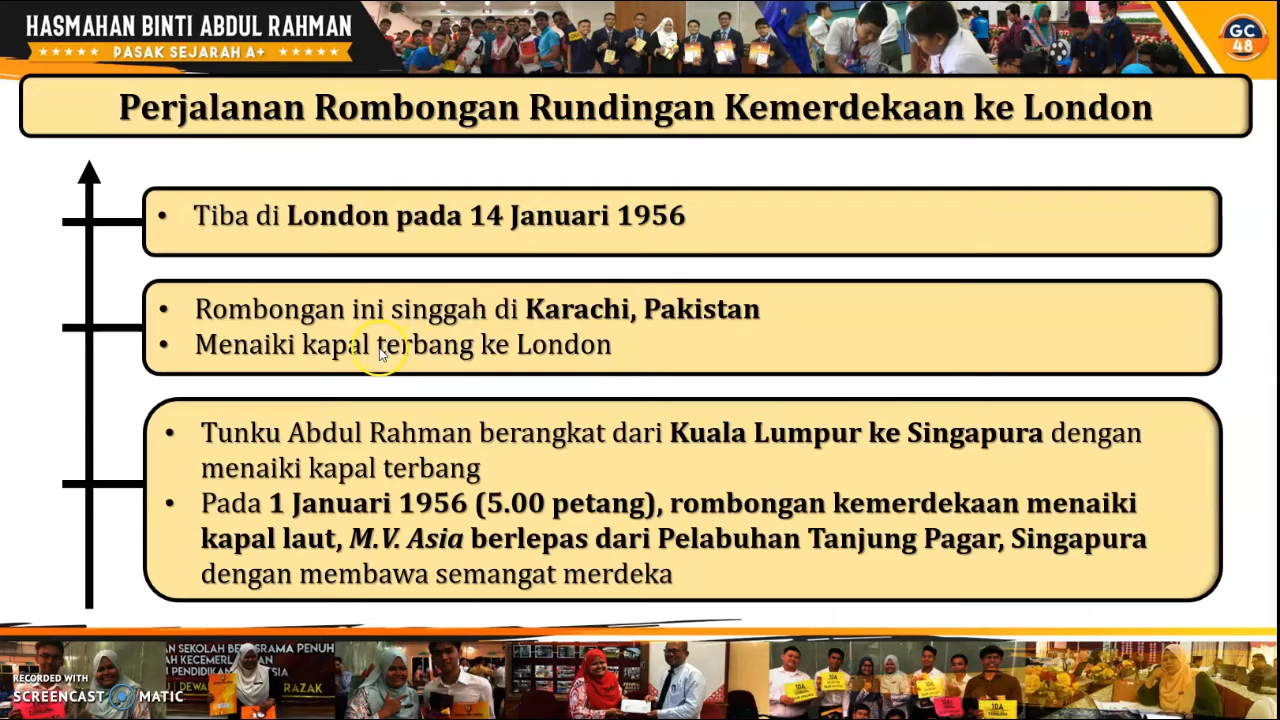 HASMAHAN BINTI ABDUL RAHMAN
PASAK SEJARAH A+
GC
48
Perjalanan Rombongan Rundingan Kemerdekaan ke London
• Tiba di London pada 14 Januari 1956
• Rombongan ini singgah di Karachi, Pakistan
• Menaiki kapal terbang ke London
• Tunku Abdul Rahman berangkat dari Kuala Lumpur ke Singapura dengan
menaiki kapal terbang
• Pada 1 Januari 1956 (5.00 petang), rombongan kemerdekaan menaiki
kapal laut, M.V. Asia berlepas dari Pelabuhan Tanjung Pagar, Singapura
dengan membawa semangat merdeka
RECORDED WITH
SCREENCAST MATIC